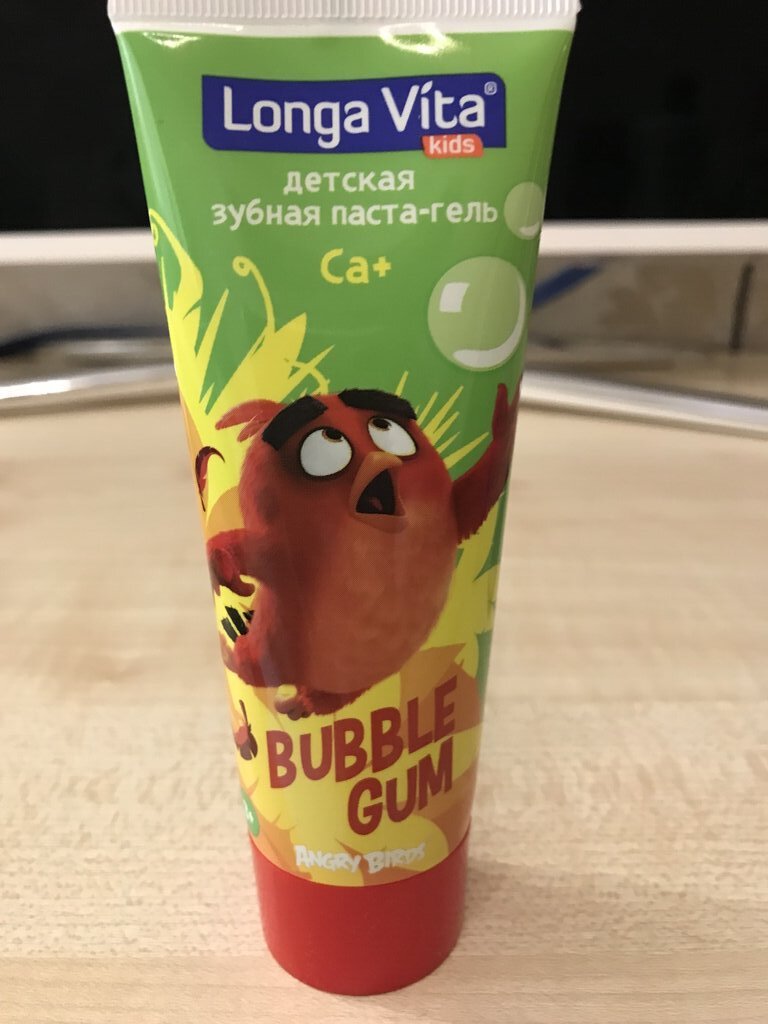 Longa Vita®
kids
детская
зубная паста-гель
Ca+
BUBBLE
GUM
ANGRY BIRDS